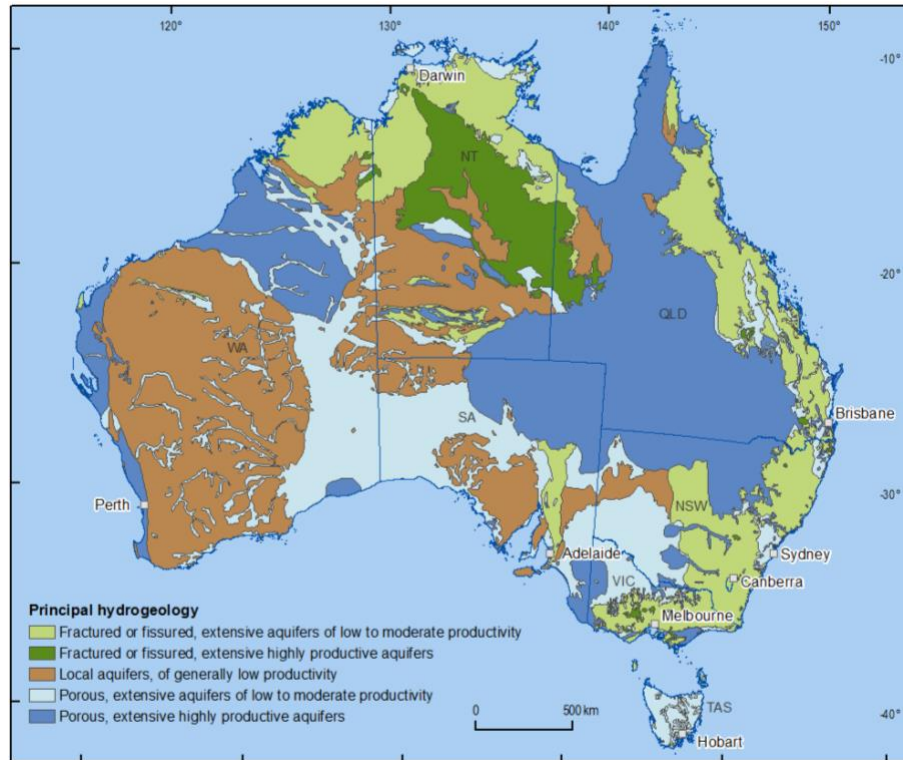 120°
130°
140°
150°
-10°
Darwin
NT
-20°
QLD
WA
SA
Brisbane
Perth
-30°
NSW
Adelaide
Sydney
Canberra
VIC
Melbourne
Principal hydrogeology
Fractured or fissured, extensive aquifers of low to moderate productivity
Fractured or fissured, extensive highly productive aquifers
Local aquifers, of generally low productivity
Porous, extensive aquifers of low to moderate productivity
Porous, extensive highly productive aquifers
0 500 km
TAS
-40°
Hobart